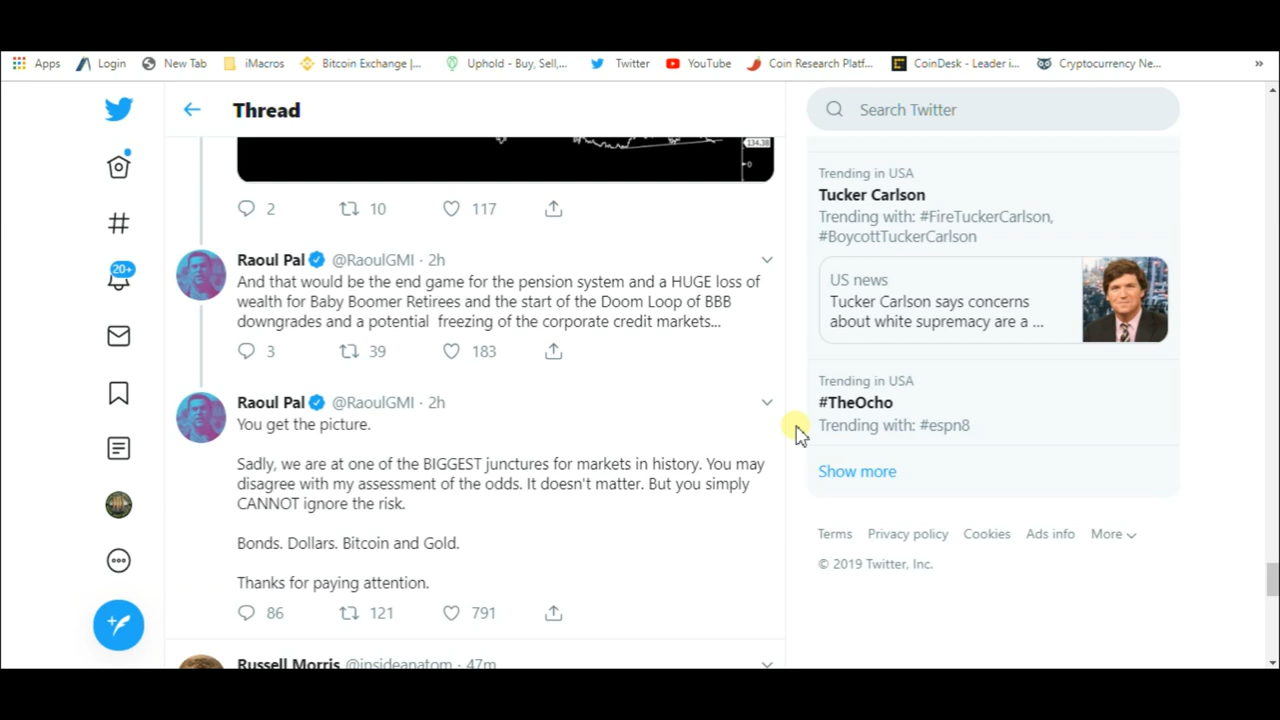 Apps
Login
New Tab
iMacros
Bitcoin Exchange |...
Uphold - Buy, Sell,...
Twitter
YouTube
Coin Research Platf...
CoinDesk - Leader i...
Cryptocurrency Ne...
»
Thread
Search Twitter
134.38
0
2 10 117
Raoul Pal @RaoulGMI · 2h
And that would be the end game for the pension system and a HUGE loss of
wealth for Baby Boomer Retirees and the start of the Doom Loop of BBB
downgrades and a potential freezing of the corporate credit markets...
3 39 183
Raoul Pal @RaoulGMI · 2h
You get the picture.
Sadly, we are at one of the BIGGEST junctures for markets in history. You may
disagree with my assessment of the odds. It doesn't matter. But you simply
CANNOT ignore the risk.
Bonds. Dollars. Bitcoin and Gold.
Thanks for paying attention.
86 121 791
Russell Morris @insideanatom · 47m
20+
Trending in USA
Tucker Carlson
Trending with: #FireTuckerCarlson,
#BoycottTuckerCarlson
US news
Tucker Carlson says concerns
about white supremacy are a ...
Trending in USA
#TheOcho
Trending with: #espn8
Show more
Terms Privacy policy Cookies Ads info More
© 2019 Twitter, Inc.